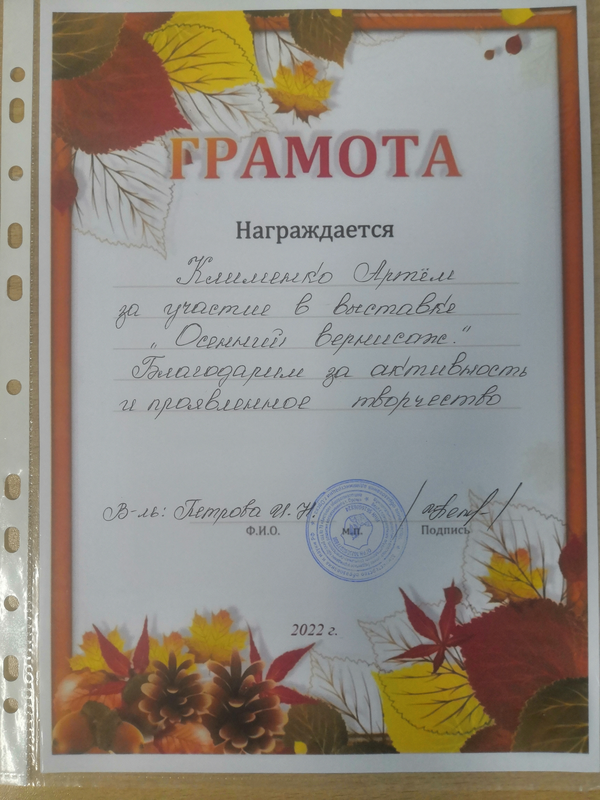 ГРАМОТА
Награждается
Клименко Артём
за участие в выставке
„Осенний вернисаж."
Благодарим за активность
и проявленное творчество
В-ль: Петрова И.Н.
Ф.И.О. м.п. Подпись
2022 г.